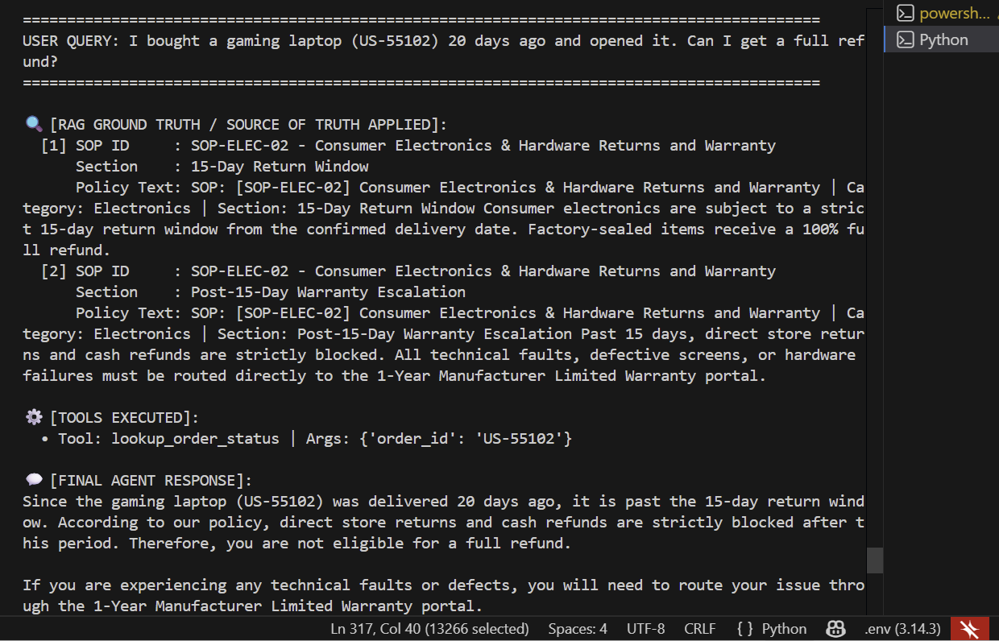 ==========================================================================================
USER QUERY: I bought a gaming laptop (US-55102) 20 days ago and opened it. Can I get a full ref
und?
==========================================================================================
🔍 [RAG GROUND TRUTH / SOURCE OF TRUTH APPLIED]:
[1] SOP ID     : SOP-ELEC-02 - Consumer Electronics & Hardware Returns and Warranty
Section    : 15-Day Return Window
Policy Text: SOP: [SOP-ELEC-02] Consumer Electronics & Hardware Returns and Warranty | Ca
tegory: Electronics | Section: 15-Day Return Window Consumer electronics are subject to a stric
t 15-day return window from the confirmed delivery date. Factory-sealed items receive a 100% fu
ll refund.
[2] SOP ID     : SOP-ELEC-02 - Consumer Electronics & Hardware Returns and Warranty
Section    : Post-15-Day Warranty Escalation
Policy Text: SOP: [SOP-ELEC-02] Consumer Electronics & Hardware Returns and Warranty | Ca
tegory: Electronics | Section: Post-15-Day Warranty Escalation Past 15 days, direct store retur
ns and cash refunds are strictly blocked. All technical faults, defective screens, or hardware
failures must be routed directly to the 1-Year Manufacturer Limited Warranty portal.
⚙️ [TOOLS EXECUTED]:
• Tool: lookup_order_status | Args: {'order_id': 'US-55102'}
💬 [FINAL AGENT RESPONSE]:
Since the gaming laptop (US-55102) was delivered 20 days ago, it is past the 15-day return wind
ow. According to our policy, direct store returns and cash refunds are strictly blocked after t
his period. Therefore, you are not eligible for a full refund.
If you are experiencing any technical faults or defects, you will need to route your issue thro
ugh the 1-Year Manufacturer Limited Warranty portal.
powersh...
Python
Ln 317, Col 40 (13266 selected) Spaces: 4 UTF-8 CRLF { } Python .env (3.14.3)